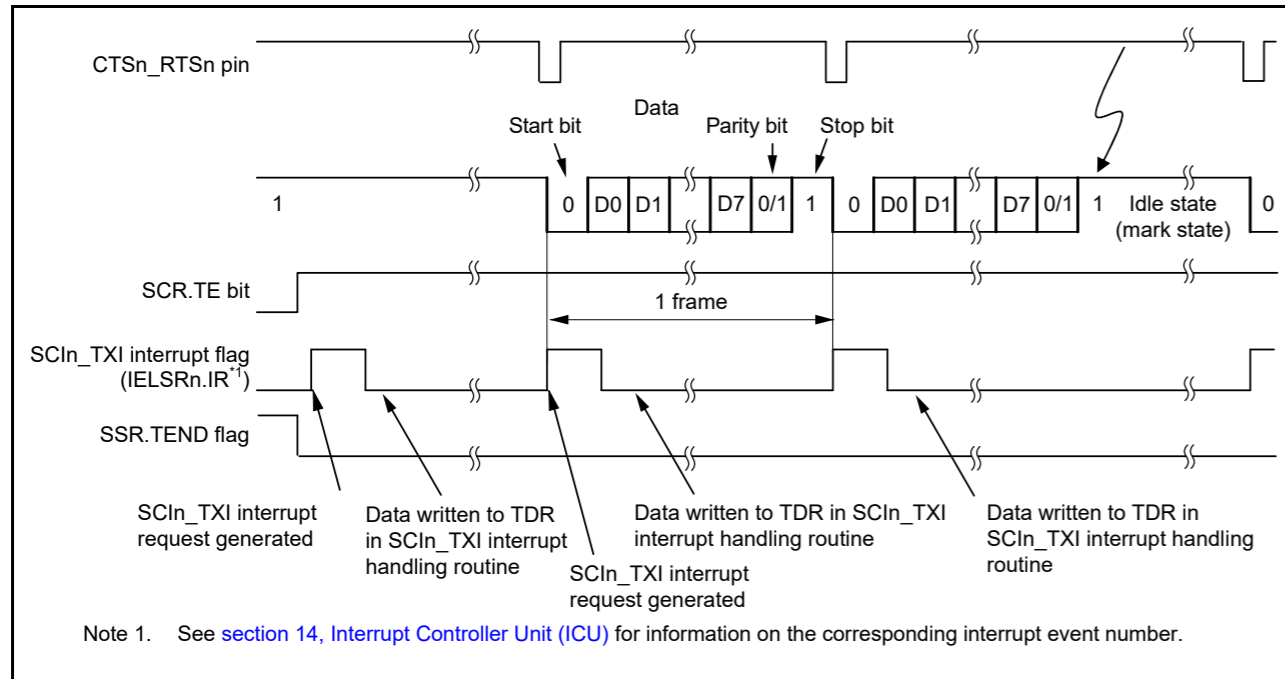 CTSn_RTSn pin
Data
Start bit
Parity bit
Stop bit
1
0
D0
D1
D7
0/1
1
0
D0
D1
D7
0/1
1
Idle state
(mark state)
0
SCR.TE bit
1 frame
SCIn_TXI interrupt flag
(IELSRn.IR*1)
SSR.TEND flag
SCIn_TXI interrupt
request generated
Data written to TDR
in SCIn_TXI interrupt
handling routine
SCIn_TXI interrupt
request generated
Data written to TDR in SCIn_TXI
interrupt handling routine
Data written to TDR in
SCIn_TXI interrupt handling
routine
Note 1. See section 14, Interrupt Controller Unit (ICU) for information on the corresponding interrupt event number.